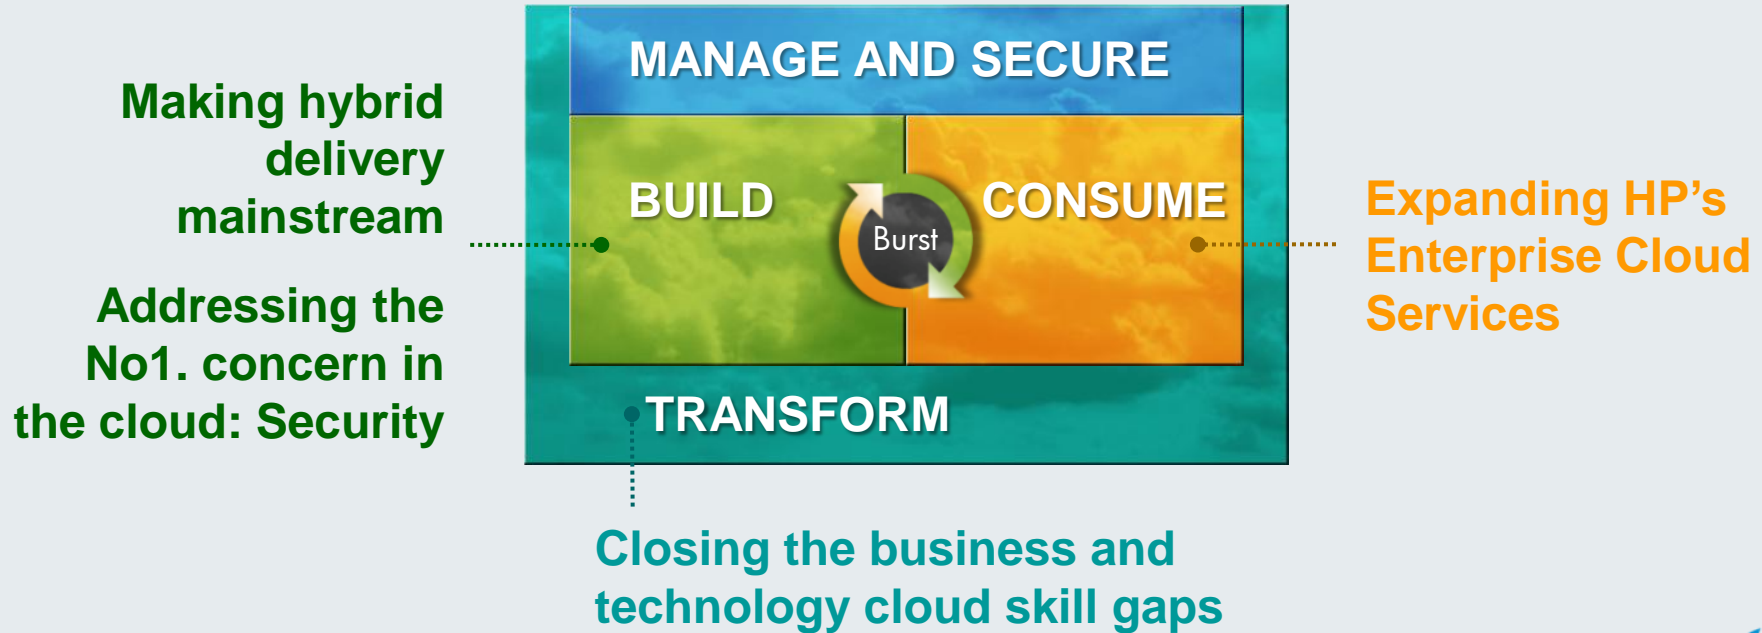 MANAGE AND SECURE
Making hybrid
delivery
mainstream
Addressing the
No1. concern in
the cloud: Security
BUILD
Burst
CONSUME
TRANSFORM
Expanding HP’s
Enterprise Cloud
Services
Closing the business and
technology cloud skill gaps